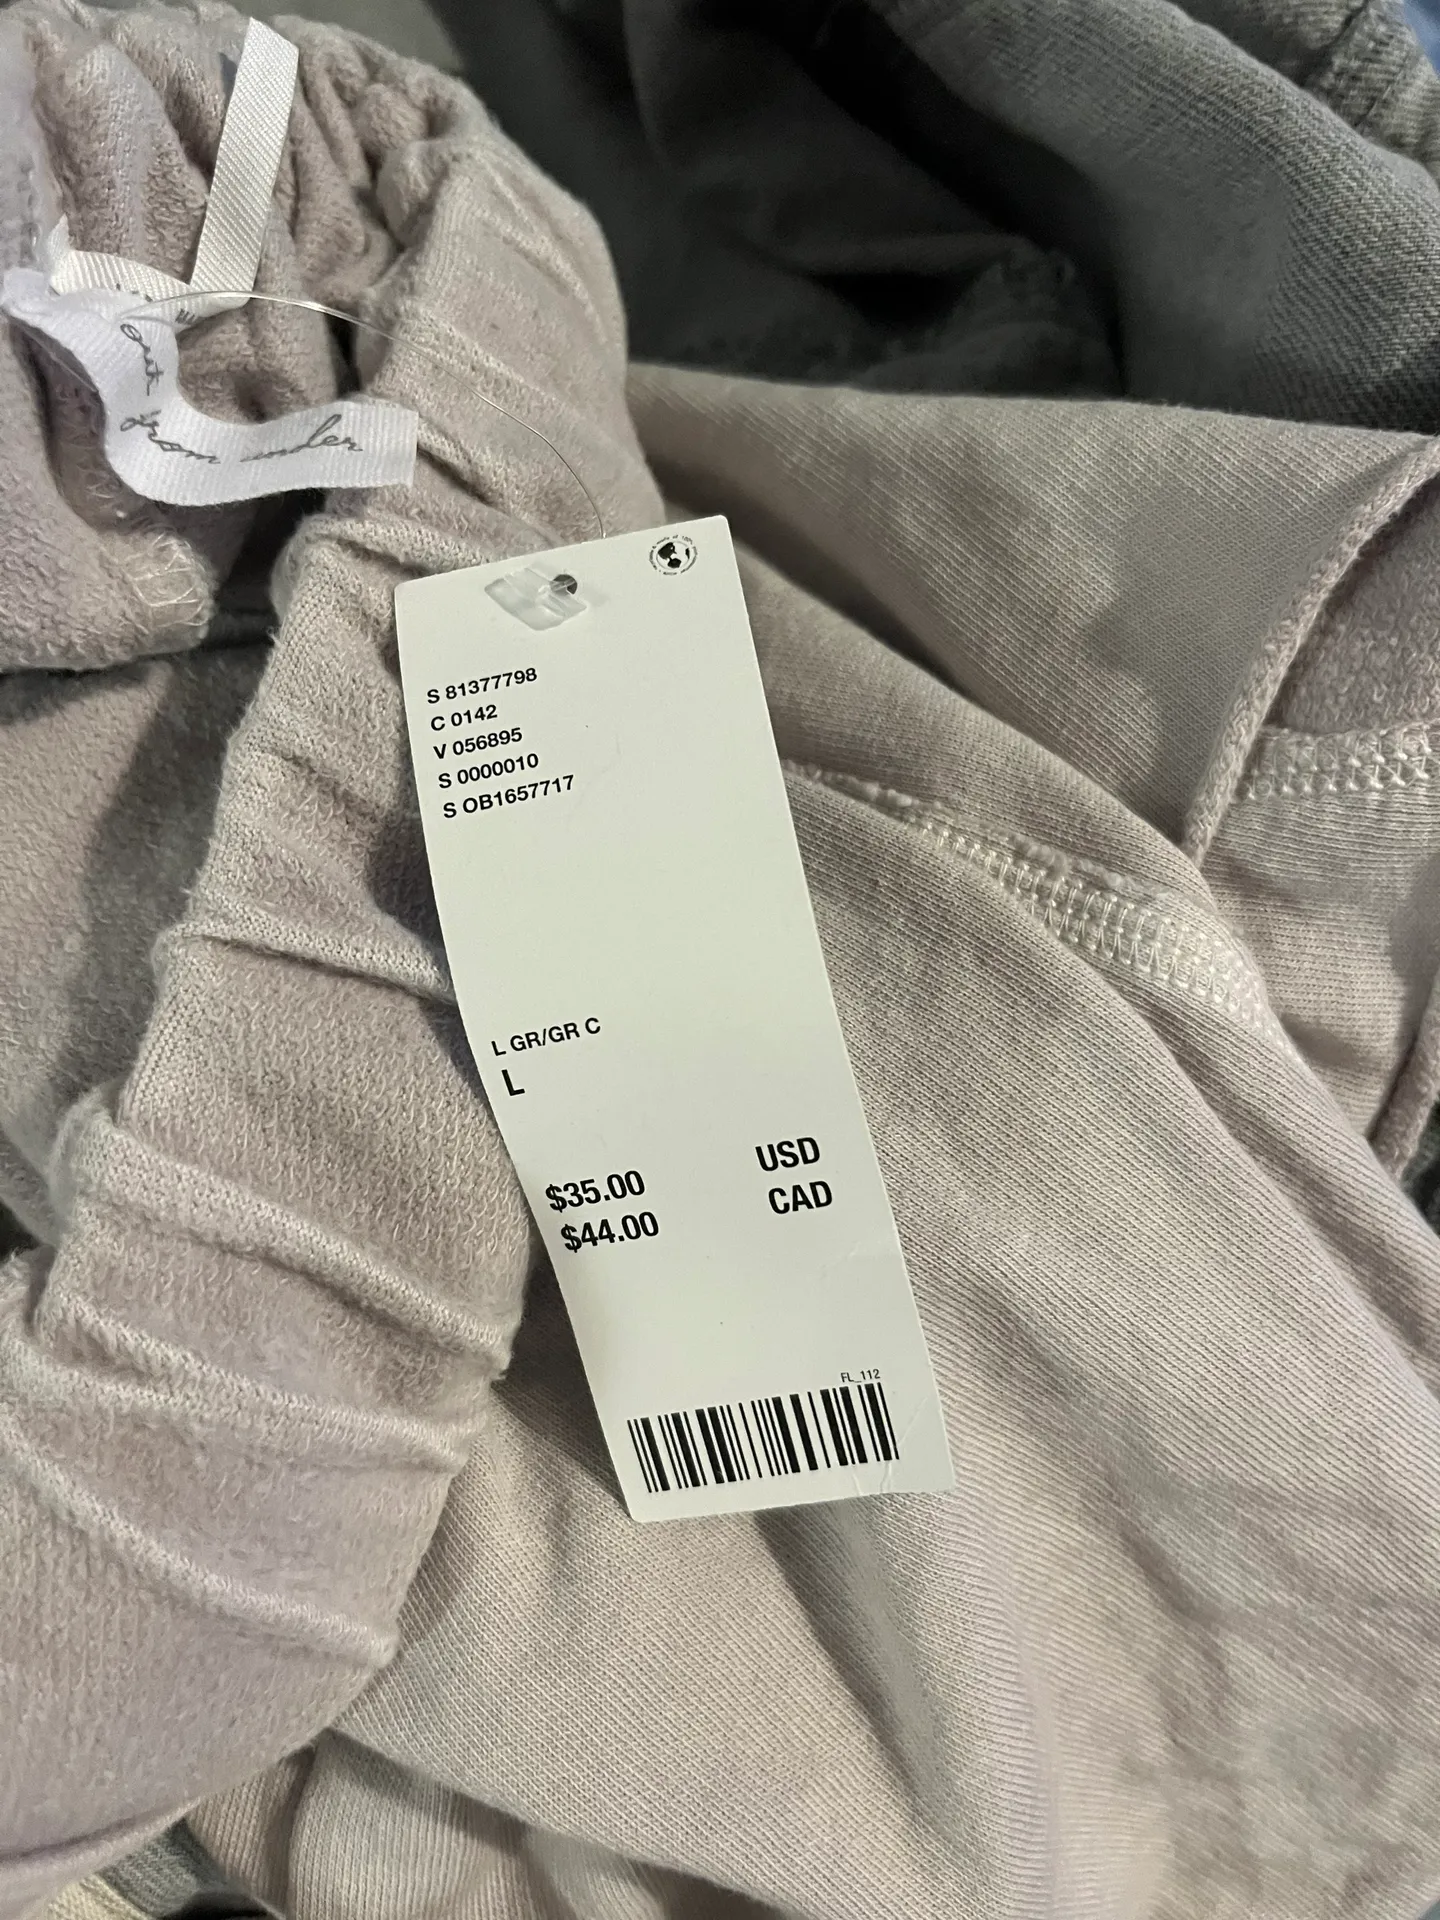 out
from under
S 81377798
C 0142
V 056895
S 0000010
S OB1657717
L GR/GR C
L
$35.00 USD
$44.00 CAD
FL_112